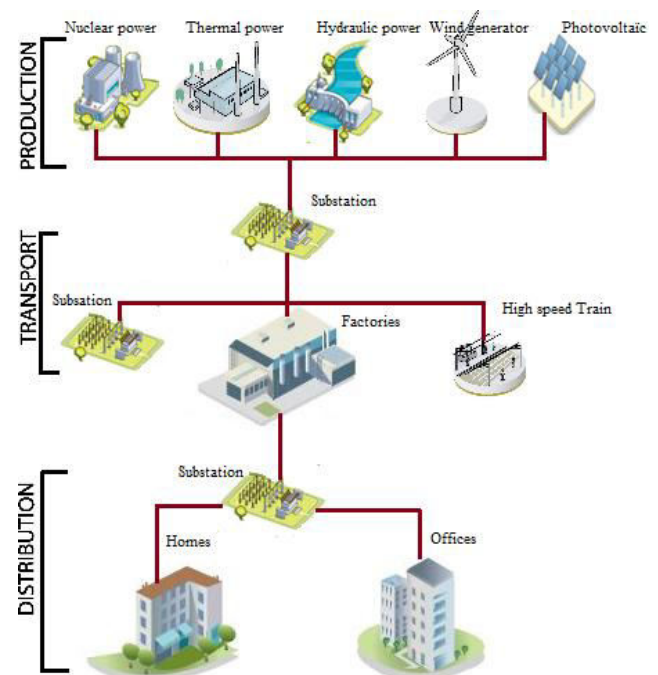 Nuclear power
Thermal power
Hydraulic power
Wind generator
Photovoltaïc
PRODUCTION
Substation
TRANSPORT
Subsation
Factories
High speed Train
Substation
DISTRIBUTION
Homes
Offices